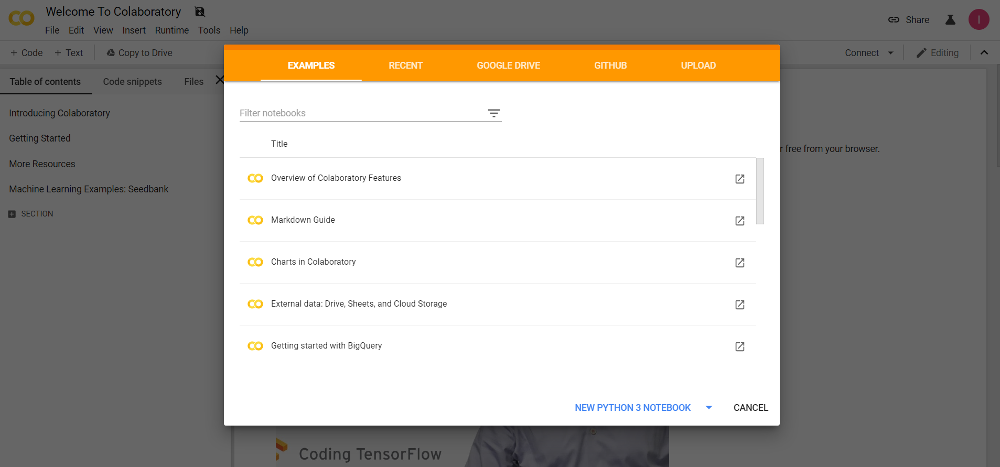 Welcome To Colaboratory
File Edit View Insert Runtime Tools Help
Share
I
+ Code + Text Copy to Drive
Connect Editing
Table of contents Code snippets Files
Introducing Colaboratory
Getting Started
More Resources
Machine Learning Examples: Seedbank
SECTION
EXAMPLES RECENT GOOGLE DRIVE GITHUB UPLOAD
Filter notebooks
Title
Overview of Colaboratory Features
Markdown Guide
Charts in Colaboratory
External data: Drive, Sheets, and Cloud Storage
Getting started with BigQuery
NEW PYTHON 3 NOTEBOOK CANCEL
r free from your browser.
Coding TensorFlow